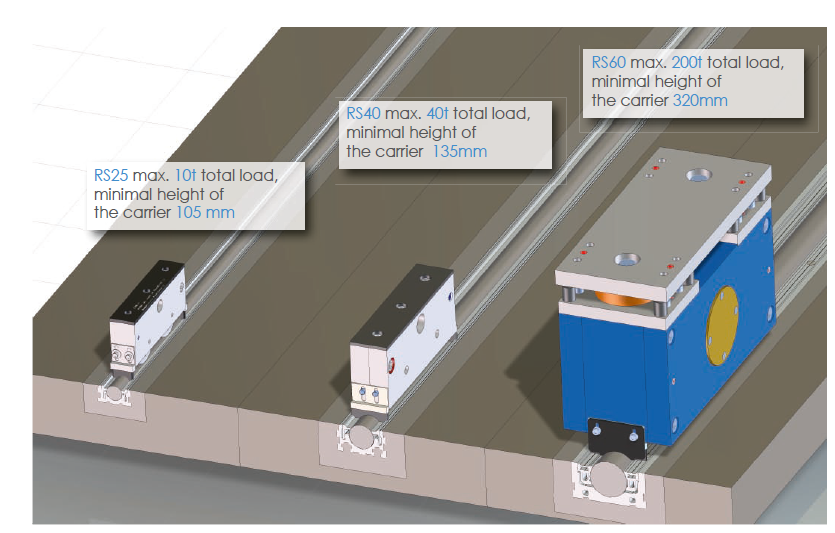 RS60 max. 200t total load,
minimal height of
the carrier 320mm
RS40 max. 40t total load,
minimal height of
the carrier 135mm
RS25 max. 10t total load,
minimal height of
the carrier 105 mm